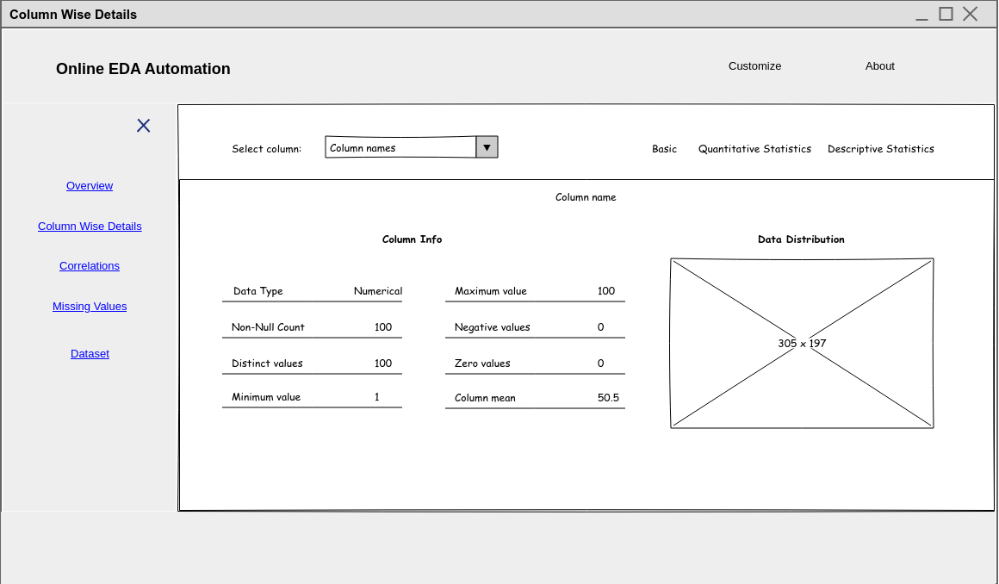 Column Wise Details
Online EDA Automation
Customize
About
Overview
Column Wise Details
Correlations
Missing Values
Dataset
Select column:
Column names
Basic
Quantitative Statistics
Descriptive Statistics
Column name
Column Info
Data Type Numerical
Non-Null Count 100
Distinct values 100
Minimum value 1
Maximum value 100
Negative values 0
Zero values 0
Column mean 50.5
Data Distribution
305 x 197